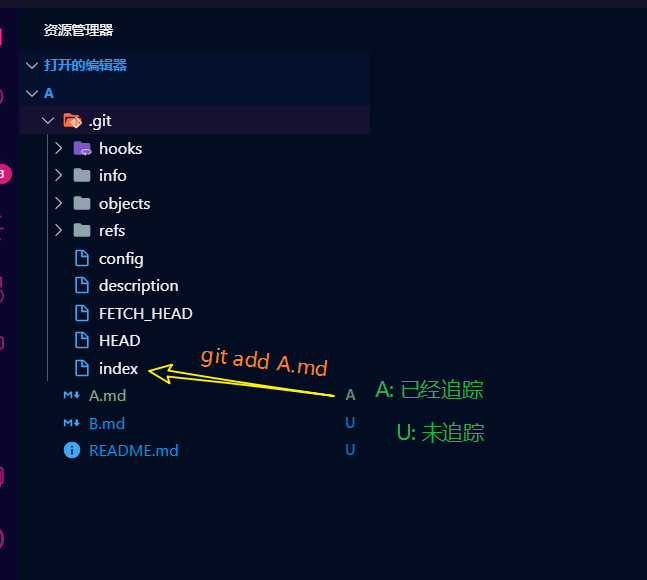 资源管理器
打开的编辑器
A
.git
hooks
3
info
objects
refs
config
description
FETCH_HEAD
HEAD
git add A.md
index
A.md A A: 已经追踪
B.md U U: 未追踪
README.md U